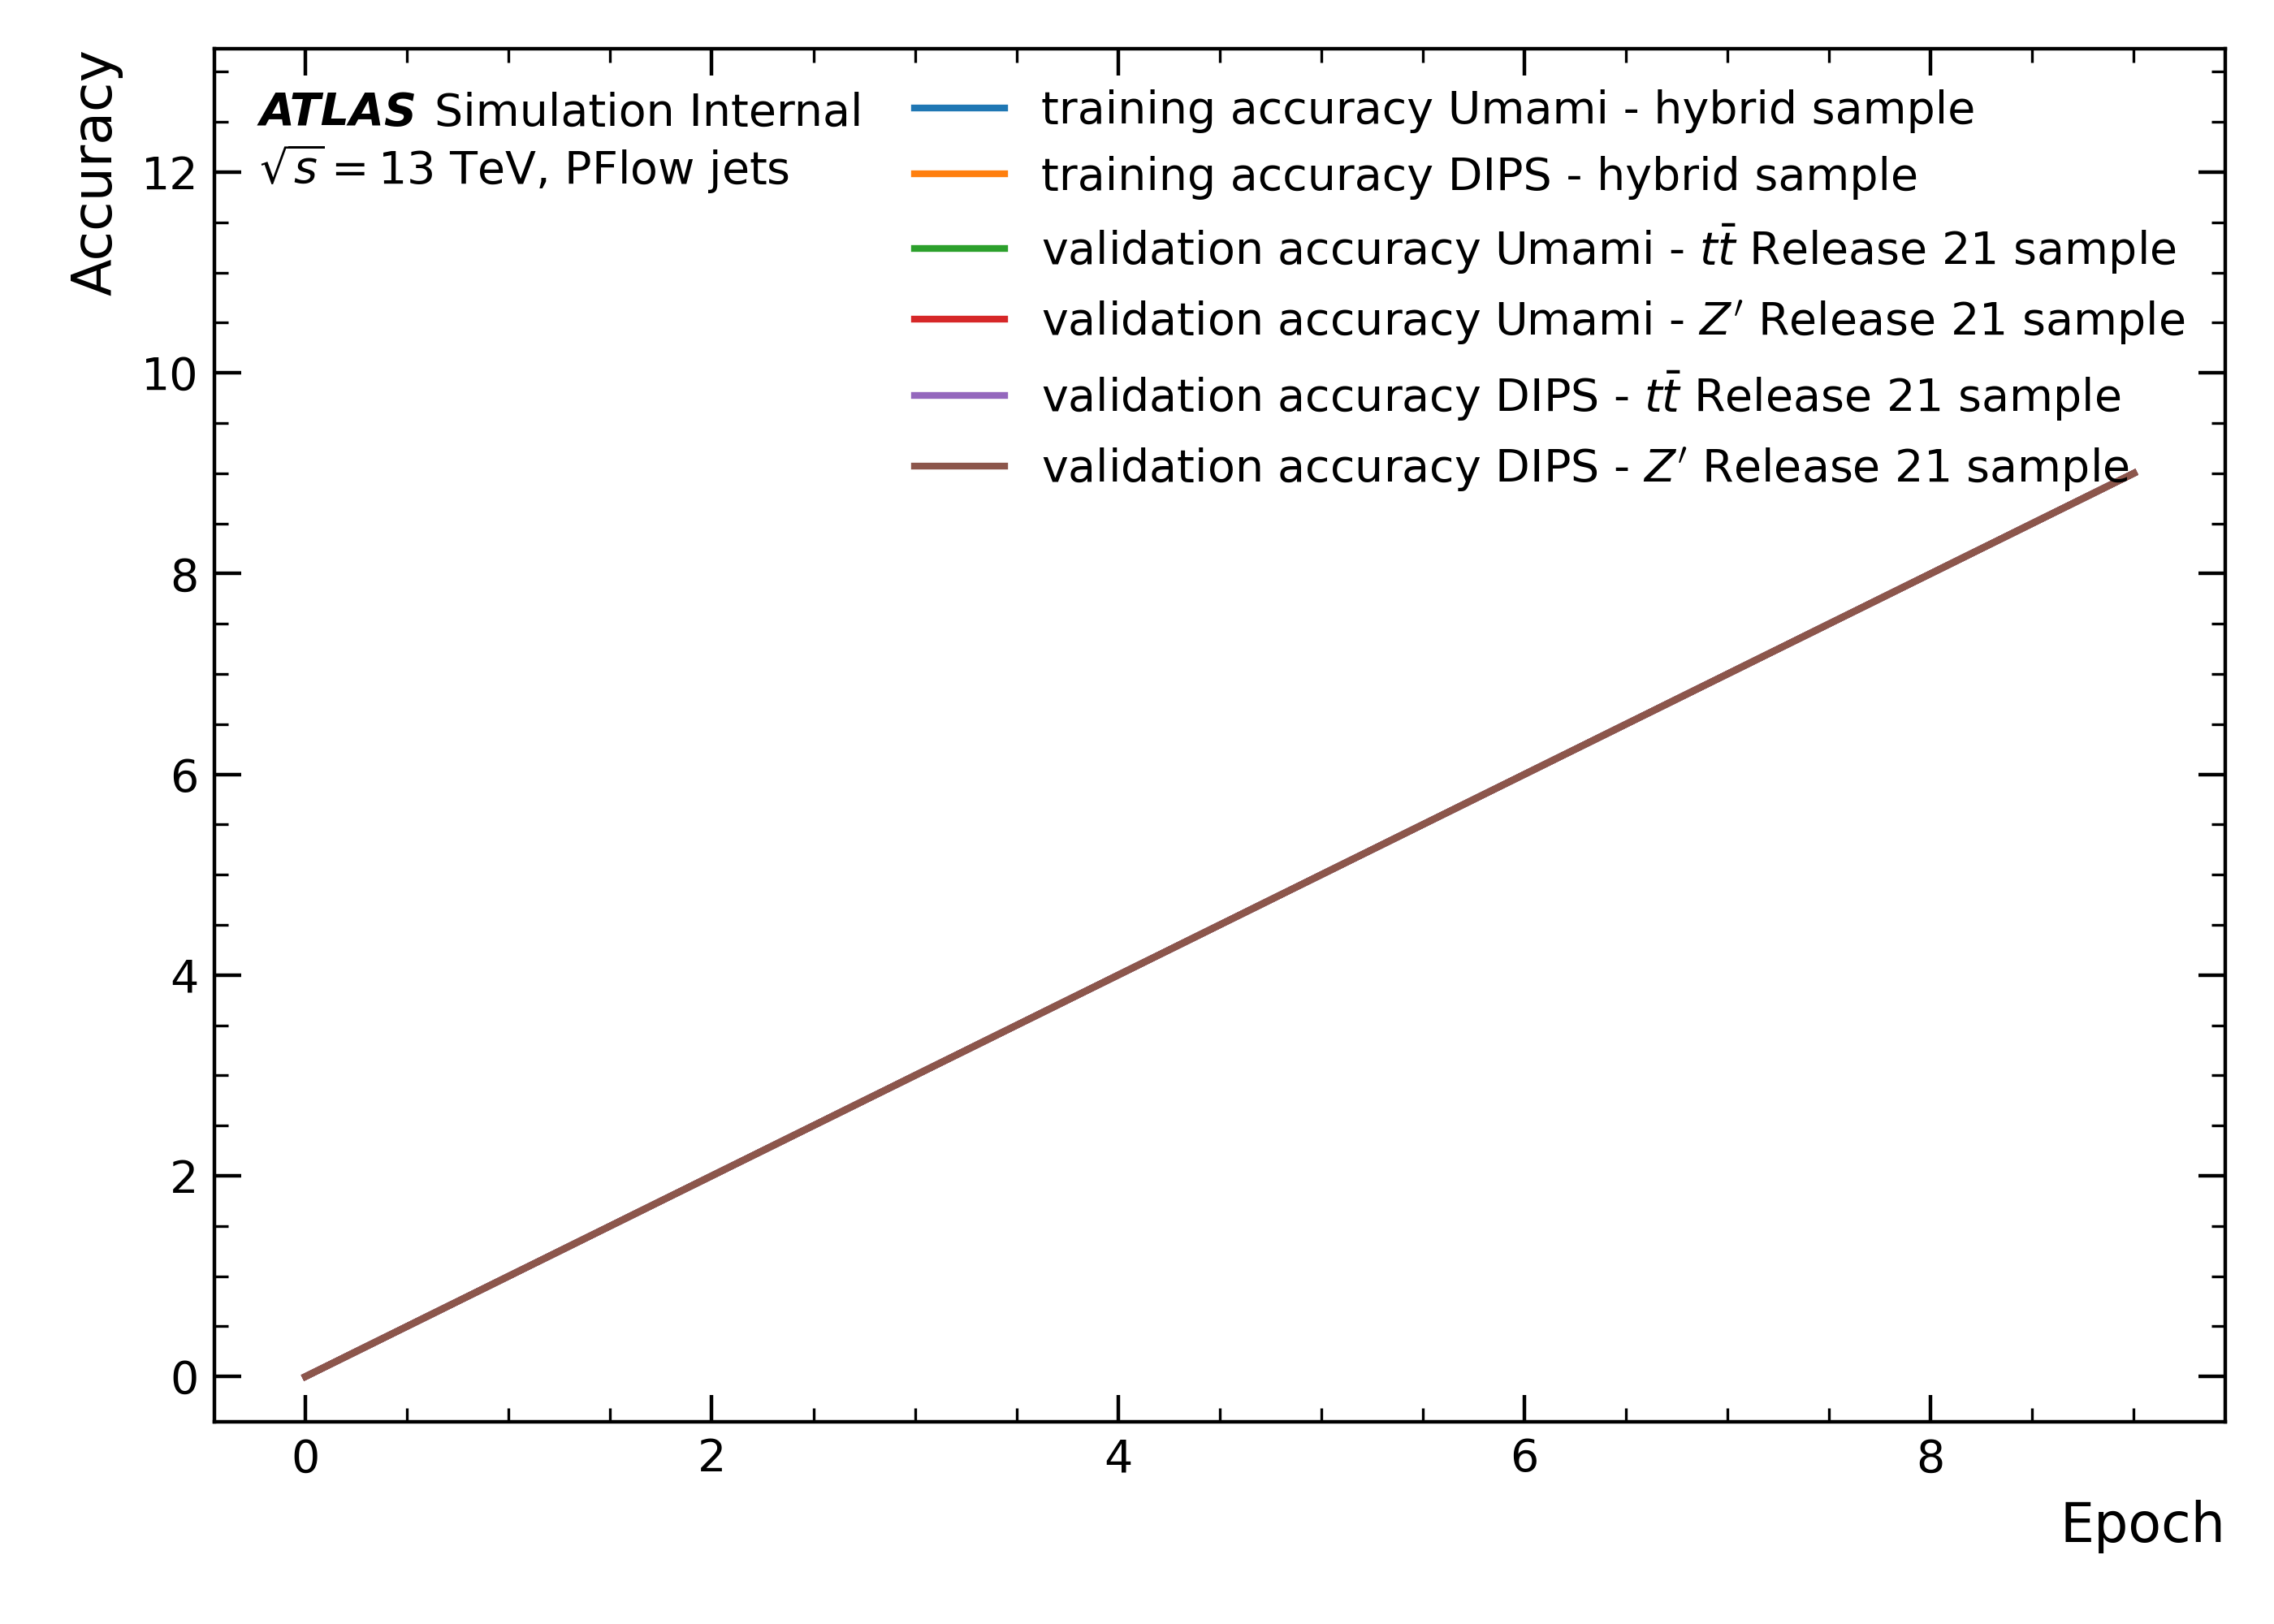 Accuracy
ATLAS Simulation Internal
√s = 13 TeV, PFlow jets
training accuracy Umami - hybrid sample
training accuracy DIPS - hybrid sample
validation accuracy Umami - tt̄ Release 21 sample
validation accuracy Umami - Z′ Release 21 sample
validation accuracy DIPS - tt̄ Release 21 sample
validation accuracy DIPS - Z′ Release 21 sample
12
10
8
6
4
2
0
0 2 4 6 8
Epoch